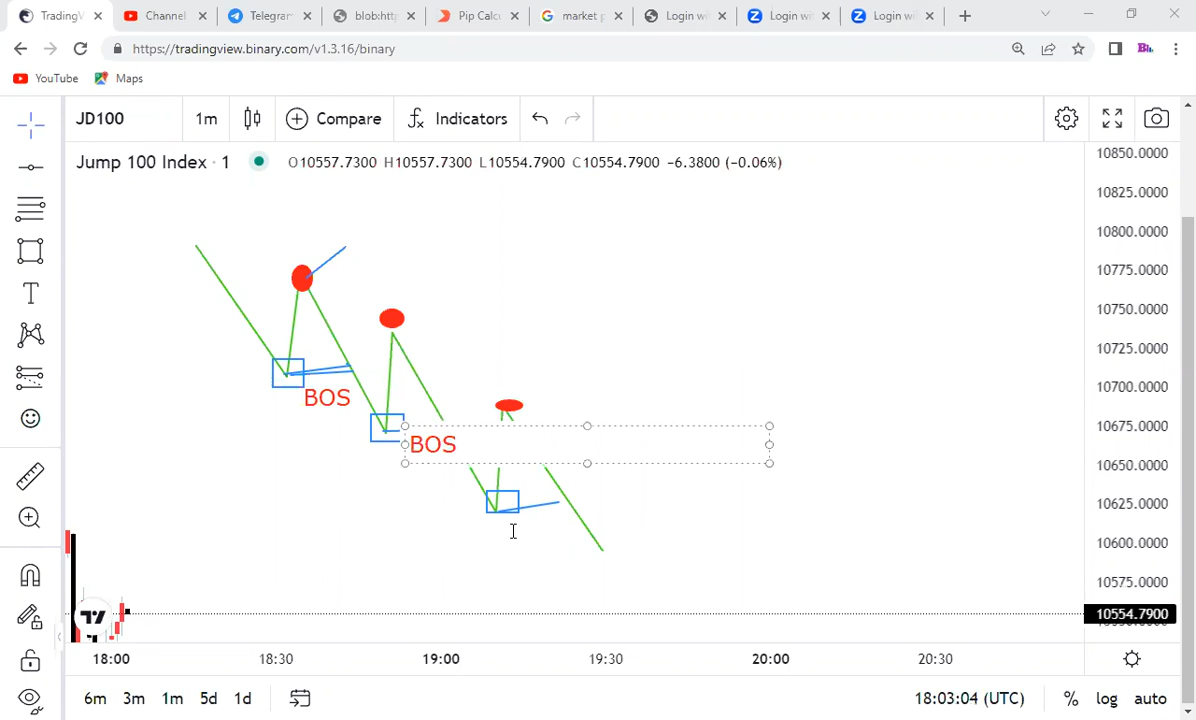 TradingV
Channel
Telegram
blob:htt
Pip Calc
market p
Login wi
Login wi
Login wi
https://tradingview.binary.com/v1.3.16/binary
YouTube
Maps
JD100
1m
Compare
Indicators
Jump 100 Index · 1
O10557.7300 H10557.7300 L10554.7900 C10554.7900 -6.3800 (-0.06%)
10850.0000
10825.0000
10800.0000
10775.0000
10750.0000
10725.0000
10700.0000
10675.0000
10650.0000
10625.0000
10600.0000
10575.0000
10554.7900
BOS
BOS
18:00
18:30
19:00
19:30
20:00
20:30
6m
3m
1m
5d
1d
18:03:04 (UTC)
%
log
auto